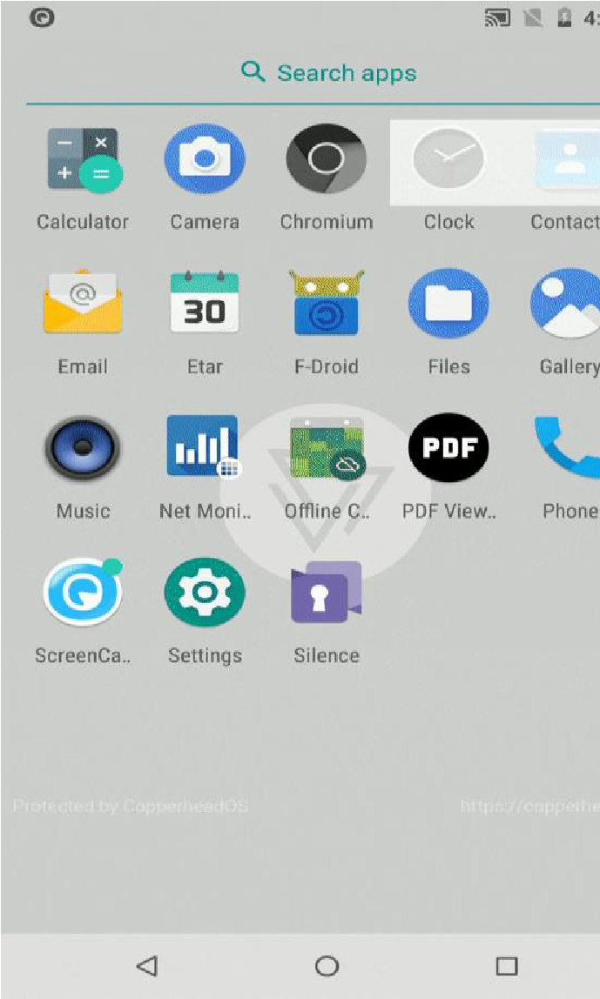 4:
Search apps
Calculator Camera Chromium Clock Contact
@
30
Email Etar F-Droid Files Gallery
PDF
Music Net Moni.. Offline C.. PDF View.. Phone
ScreenCa.. Settings Silence
Protected by CopperheadOS https://copperhe